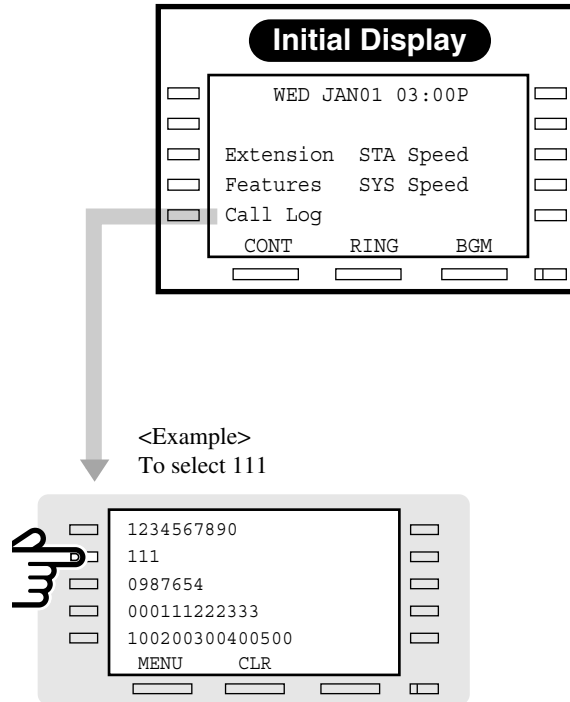 Initial Display
WED JAN01 03:00P
Extension STA Speed
Features SYS Speed
Call Log
CONT RING BGM
<Example>
To select 111
1234567890
111
0987654
000111222333
100200300400500
MENU CLR